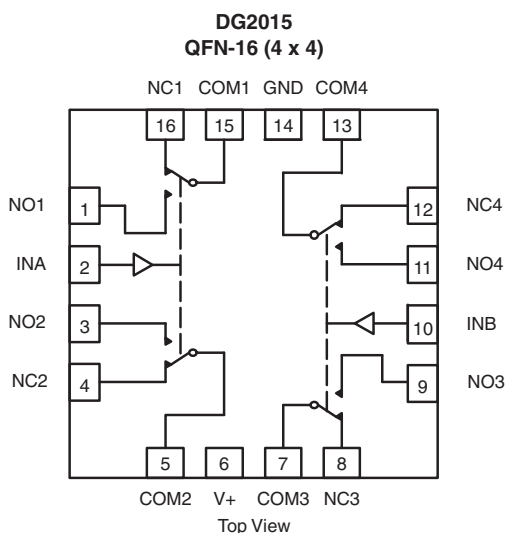 DG2015
QFN-16 (4 x 4)
NC1 COM1 GND COM4
16 15 14 13
NO1 1 12 NC4
INA 2 11 NO4
NO2 3 10 INB
NC2 4 9 NO3
5 6 7 8
COM2 V+ COM3 NC3
Top View